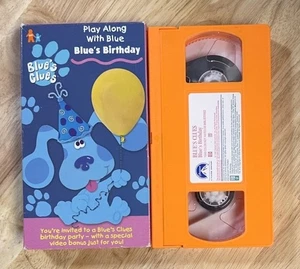 Play Along
With Blue
Blue's Birthday
Blue's
Clues
You're invited to a Blue's Clues
birthday party – with a special
video bonus just for you!
BLUE'S CLUES
Blue's Birthday